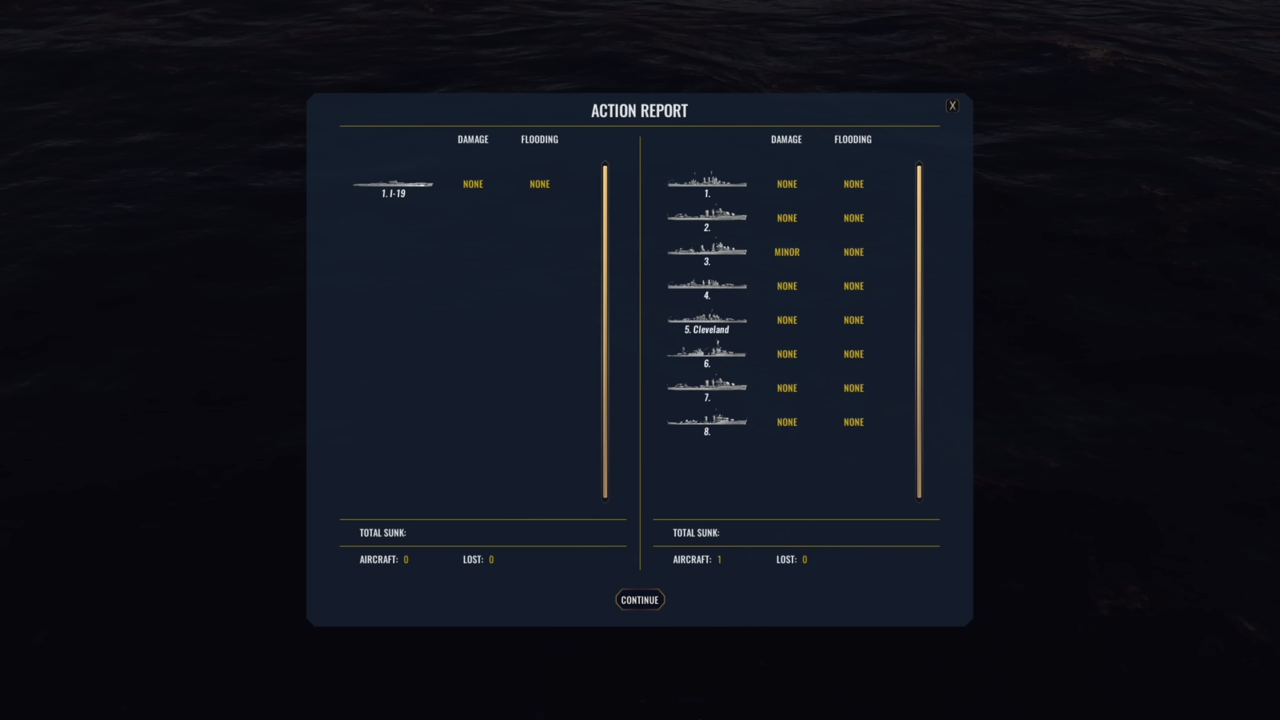 ACTION REPORT
X
DAMAGE FLOODING
1. I-19 NONE NONE
TOTAL SUNK:
AIRCRAFT: 0 LOST: 0
DAMAGE FLOODING
1. NONE NONE
2. NONE NONE
3. MINOR NONE
4. NONE NONE
5. Cleveland NONE NONE
6. NONE NONE
7. NONE NONE
8. NONE NONE
TOTAL SUNK:
AIRCRAFT: 1 LOST: 0
CONTINUE